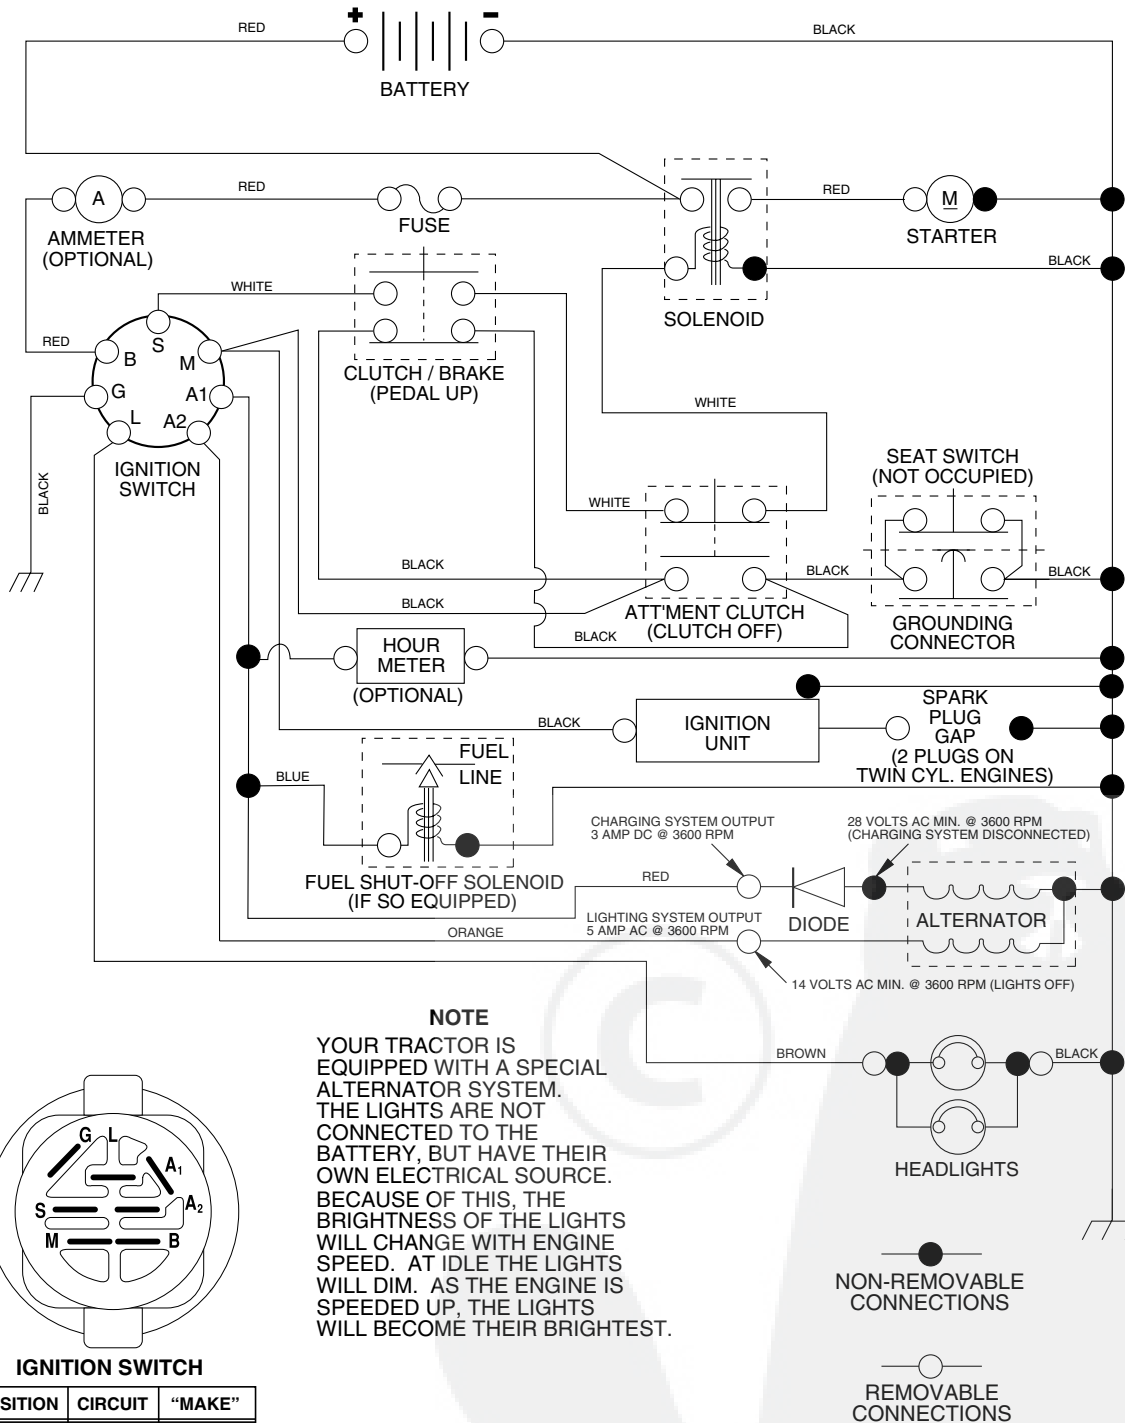 + −
RED
BLACK
BATTERY
A
RED
FUSE
RED
M
STARTER
AMMETER
(OPTIONAL)
BLACK
SOLENOID
WHITE
CLUTCH / BRAKE
(PEDAL UP)
RED
S
B
M
G
A1
L
A2
IGNITION
SWITCH
BLACK
WHITE
SEAT SWITCH
(NOT OCCUPIED)
WHITE
BLACK
BLACK
BLACK
BLACK
ATT'MENT CLUTCH
(CLUTCH OFF)
BLACK
GROUNDING
CONNECTOR
HOUR
METER
(OPTIONAL)
BLACK
IGNITION
UNIT
SPARK
PLUG
GAP
(2 PLUGS ON
TWIN CYL. ENGINES)
BLUE
FUEL
LINE
FUEL SHUT-OFF SOLENOID
(IF SO EQUIPPED)
CHARGING SYSTEM OUTPUT
3 AMP DC @ 3600 RPM
28 VOLTS AC MIN. @ 3600 RPM
(CHARGING SYSTEM DISCONNECTED)
RED
DIODE
ALTERNATOR
LIGHTING SYSTEM OUTPUT
5 AMP AC @ 3600 RPM
ORANGE
14 VOLTS AC MIN. @ 3600 RPM (LIGHTS OFF)
BROWN
BLACK
HEADLIGHTS
NOTE
YOUR TRACTOR IS
EQUIPPED WITH A SPECIAL
ALTERNATOR SYSTEM.
THE LIGHTS ARE NOT
CONNECTED TO THE
BATTERY, BUT HAVE THEIR
OWN ELECTRICAL SOURCE.
BECAUSE OF THIS, THE
BRIGHTNESS OF THE LIGHTS
WILL CHANGE WITH ENGINE
SPEED. AT IDLE THE LIGHTS
WILL DIM. AS THE ENGINE IS
SPEEDED UP, THE LIGHTS
WILL BECOME THEIR BRIGHTEST.
G L
A1
S
A2
M
B
IGNITION SWITCH
SITION CIRCUIT “MAKE”
NON-REMOVABLE
CONNECTIONS
REMOVABLE
CONNECTIONS
©